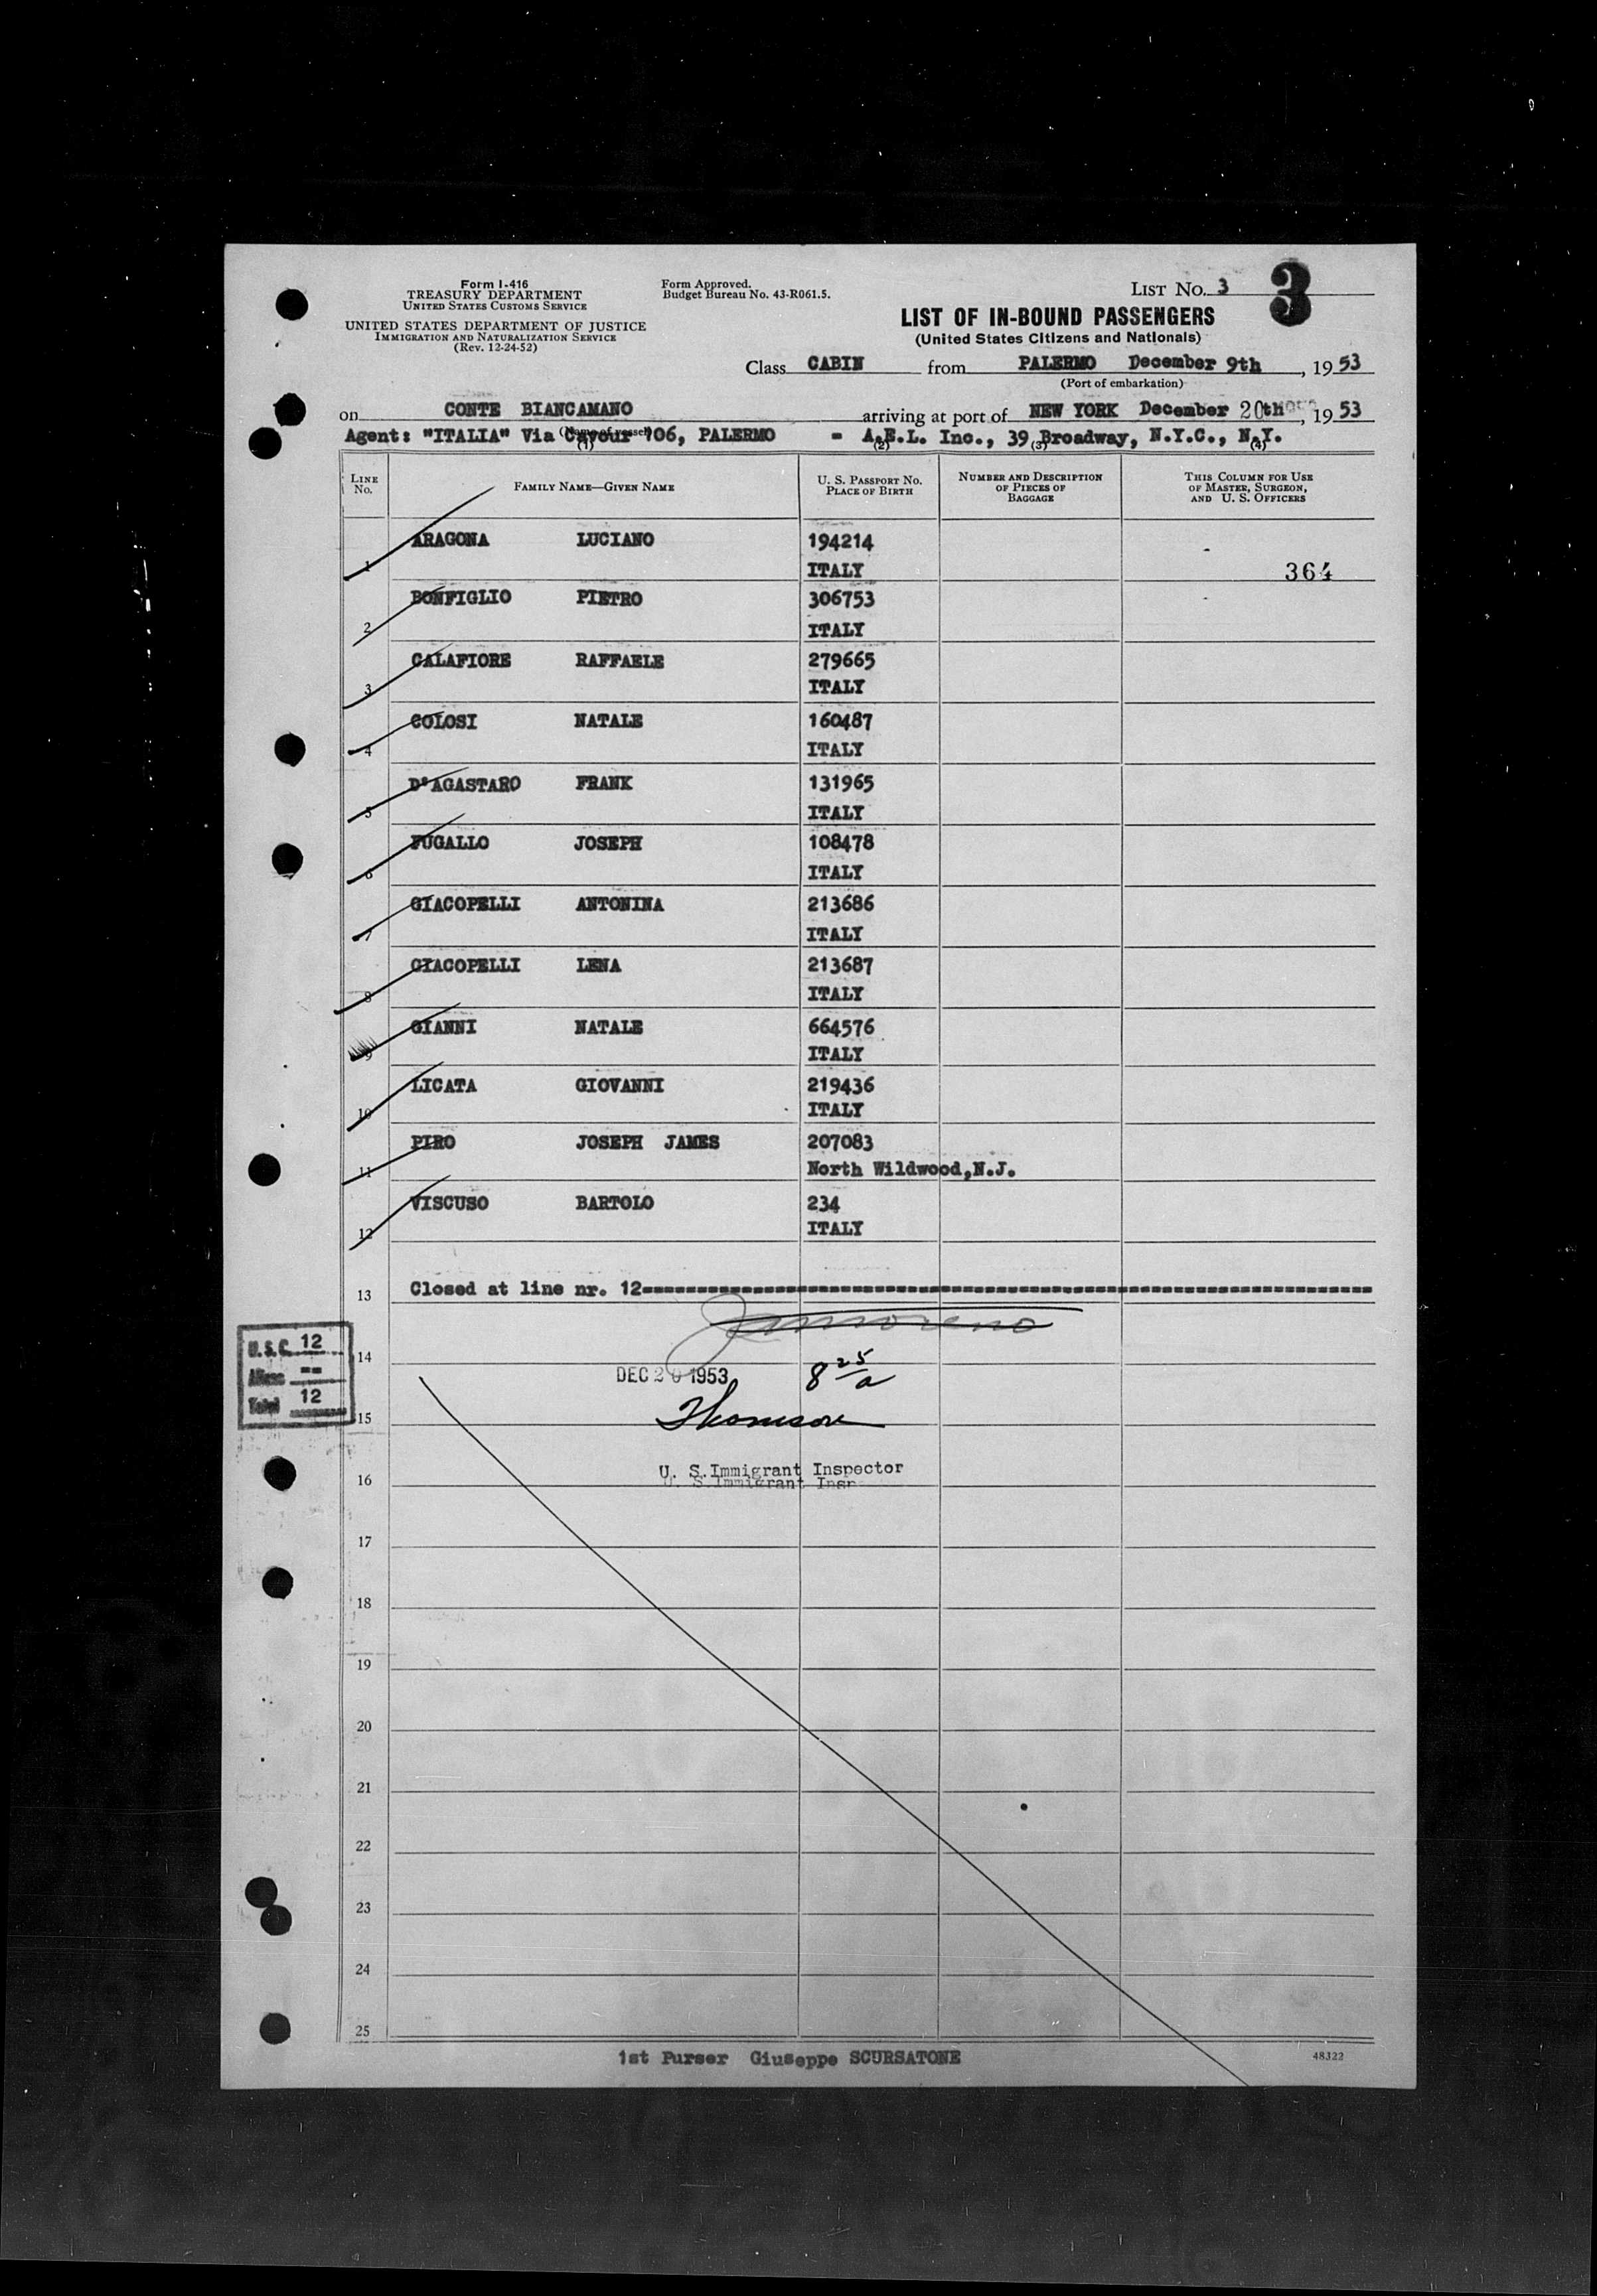 Form I-416
TREASURY DEPARTMENT
UNITED STATES CUSTOMS SERVICE
UNITED STATES DEPARTMENT OF JUSTICE
IMMIGRATION AND NATURALIZATION SERVICE
(Rev. 12-24-52)
Form Approved.
Budget Bureau No. 43-R061.5.
LIST NO. 3 3
LIST OF IN-BOUND PASSENGERS
(United States Citizens and Nationals)
Class CABIN from PALERMO December 9th, 1953
(Port of embarkation)
on CONTE BIANCAMANO arriving at port of NEW YORK December 20th, 1953
(Name of vessel)
Agent: "ITALIA" Via Cavour 106, PALERMO - A.E.L. Inc., 39 Broadway, N.Y.C., N.Y.
(1) (2) (3) (4)
LINE NO. FAMILY NAME—GIVEN NAME U. S. PASSPORT NO. PLACE OF BIRTH NUMBER AND DESCRIPTION OF PIECES OF BAGGAGE THIS COLUMN FOR USE OF MASTER, SURGEON, AND U. S. OFFICERS
ARAGONA LUCIANO 194214
1 ITALY 364
BONFIGLIO PIETRO 306753
2 ITALY
CALAFIORE RAFFAELE 279665
3 ITALY
COLOSI NATALE 160487
4 ITALY
D'AGASTARO FRANK 131965
5 ITALY
FUGALLO JOSEPH 108478
6 ITALY
GIACOPELLI ANTONINA 213686
7 ITALY
GIACOPELLI LENA 213687
8 ITALY
GIANNI NATALE 664576
9 ITALY
LICATA GIOVANNI 219436
10 ITALY
PIRO JOSEPH JAMES 207083
11 North Wildwood, N.J.
VISCUSO BARTOLO 234
12 ITALY
13 Closed at line nr. 12
U.S.C. 12
Aliens --
Total 12
14
DEC 20 1953 8 25/a
15 Thomson
U. S. Immigrant Inspector
U. S. Immigrant Inspr
16
17
18
19
20
21
22
23
24
25
1st Purser Giuseppe SCURSATONE
48322